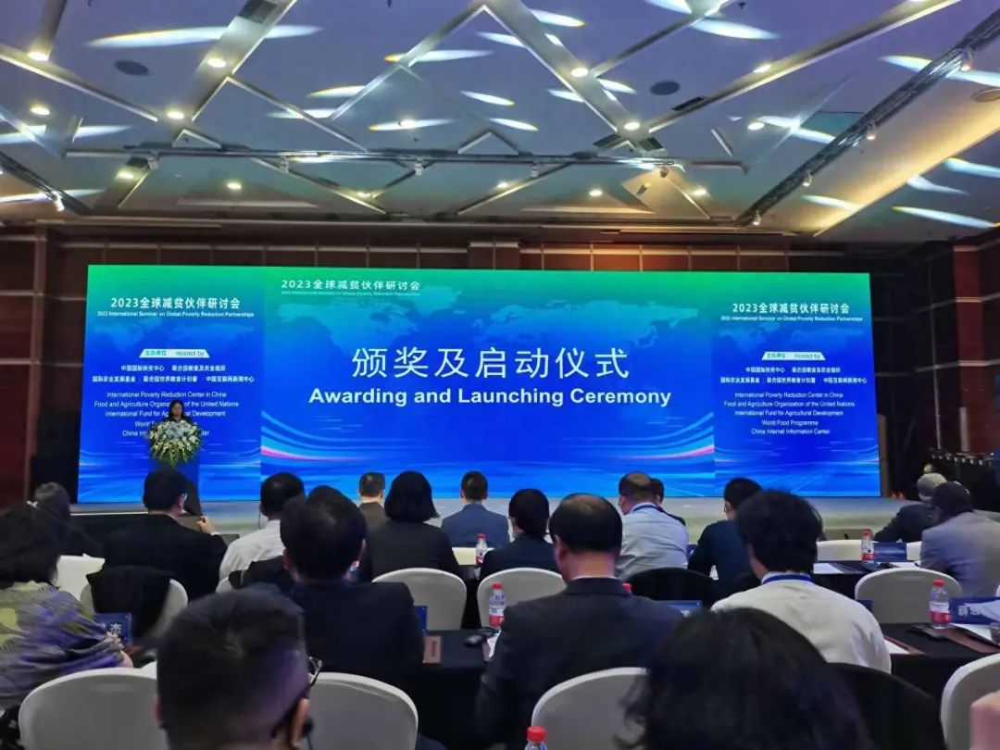 2023全球减贫伙伴研讨会
2023 International Seminar on Global Poverty Reduction Partnerships
主办单位 Hosted by
中国国际扶贫中心 联合国粮食及农业组织
国际农业发展基金 联合国世界粮食计划署 中国互联网新闻中心
International Poverty Reduction Center in China
Food and Agriculture Organization of the United Nations
International Fund for Agricultural Development
World
China
Center
2023全球减贫伙伴研讨会
2023 International Seminar on Global Poverty Reduction Partnerships
颁奖及启动仪式
Awarding and Launching Ceremony
2023全球减贫伙伴研讨会
2023 International Seminar on Global Poverty Reduction Partnerships
主办单位 Hosted by
中国国际扶贫中心 联合国粮食及农业组织
国际农业发展基金 联合国世界粮食计划署 中国互联网新闻中心
International Poverty Reduction Center in China
Food and Agriculture Organization of the United Nations
International Fund for Agricultural Development
World Food Programme
China Internet Information Center
杰